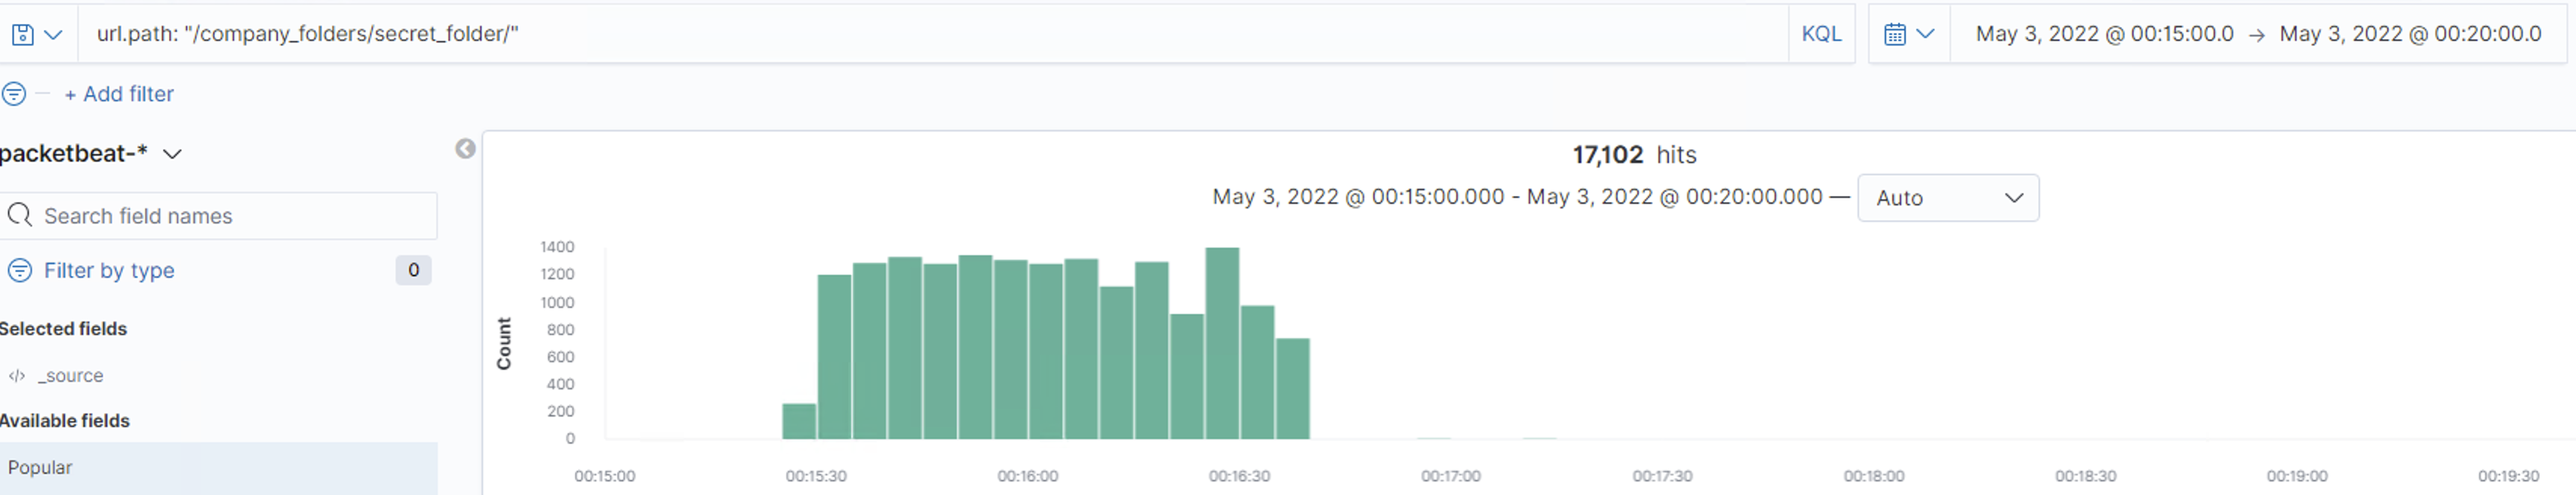 url.path: "/company_folders/secret_folder/" KQL May 3, 2022 @ 00:15:00.0 → May 3, 2022 @ 00:20:00.0
+ Add filter
packetbeat-*
Search field names
Filter by type 0
Selected fields
</> _source
Available fields
Popular
17,102 hits
May 3, 2022 @ 00:15:00.000 - May 3, 2022 @ 00:20:00.000 — Auto
Count
1400
1200
1000
800
600
400
200
0
00:15:00 00:15:30 00:16:00 00:16:30 00:17:00 00:17:30 00:18:00 00:18:30 00:19:00 00:19:30